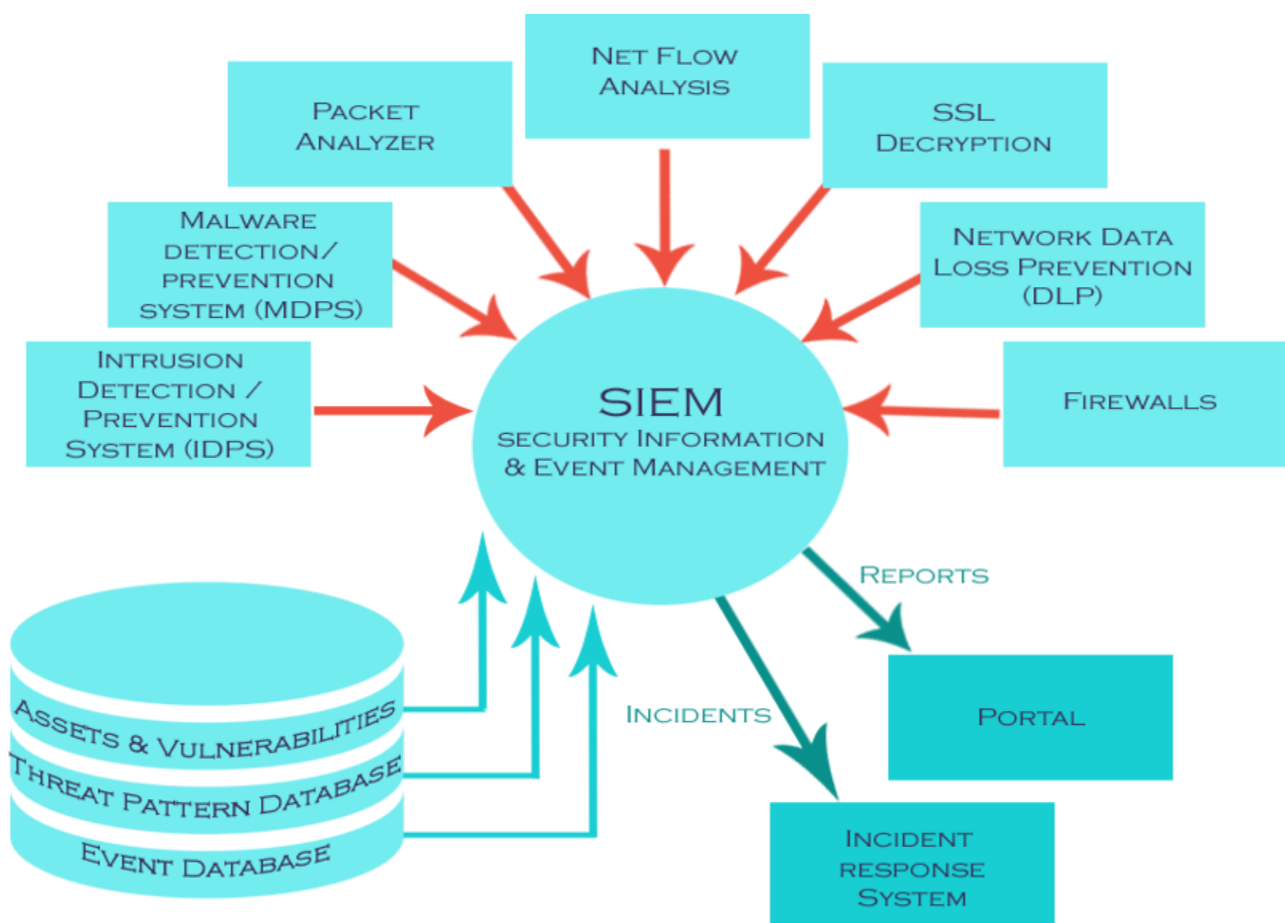 Net Flow
Analysis
Packet
Analyzer
SSL
Decryption
Malware
detection/
prevention
system (MDPS)
Network Data
Loss Prevention
(DLP)
Intrusion
Detection /
Prevention
System (IDPS)
Firewalls
SIEM
security Information
& Event Management
Reports
Assets & Vulnerabilities
Threat Pattern Database
Event Database
Incidents
Portal
Incident
response
System